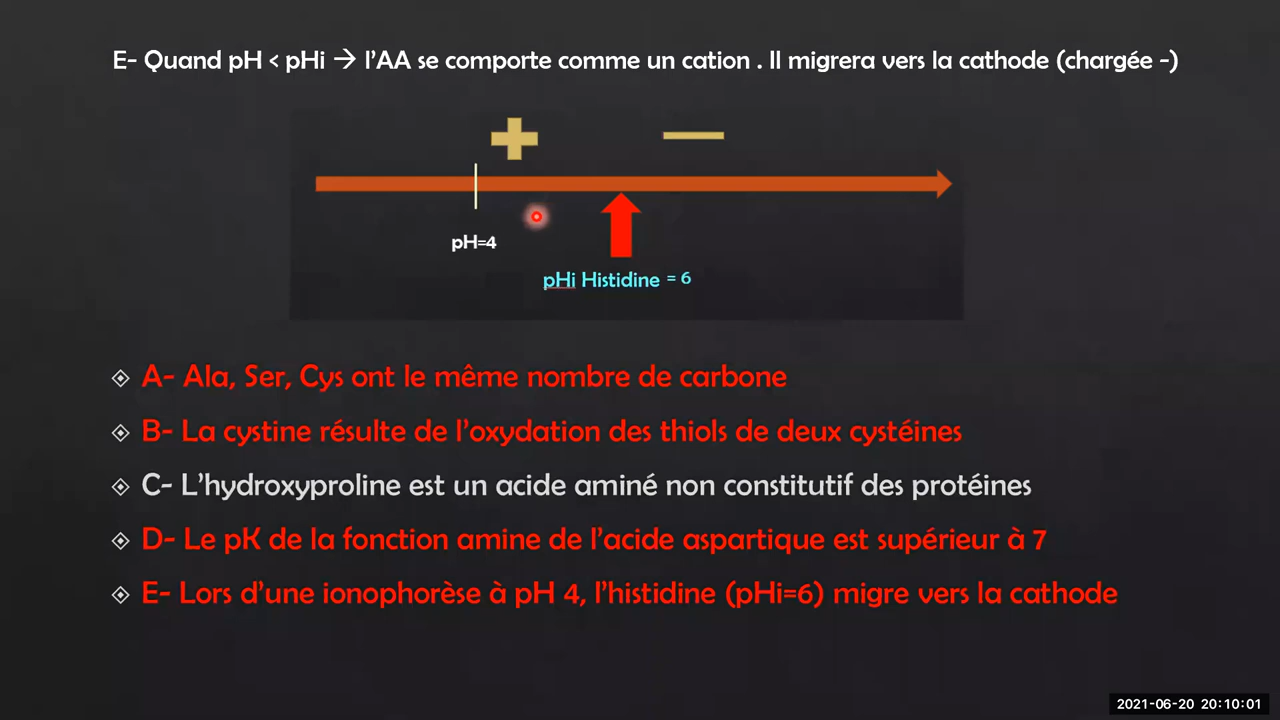 E- Quand pH < pHi → l'AA se comporte comme un cation . Il migrera vers la cathode (chargée -)
+ −
pH=4
pHi Histidine = 6
A- Ala, Ser, Cys ont le même nombre de carbone
B- La cystine résulte de l'oxydation des thiols de deux cystéines
C- L'hydroxyproline est un acide aminé non constitutif des protéines
D- Le pK de la fonction amine de l'acide aspartique est supérieur à 7
E- Lors d'une ionophorèse à pH 4, l'histidine (pHi=6) migre vers la cathode
2021-06-20 20:10:01